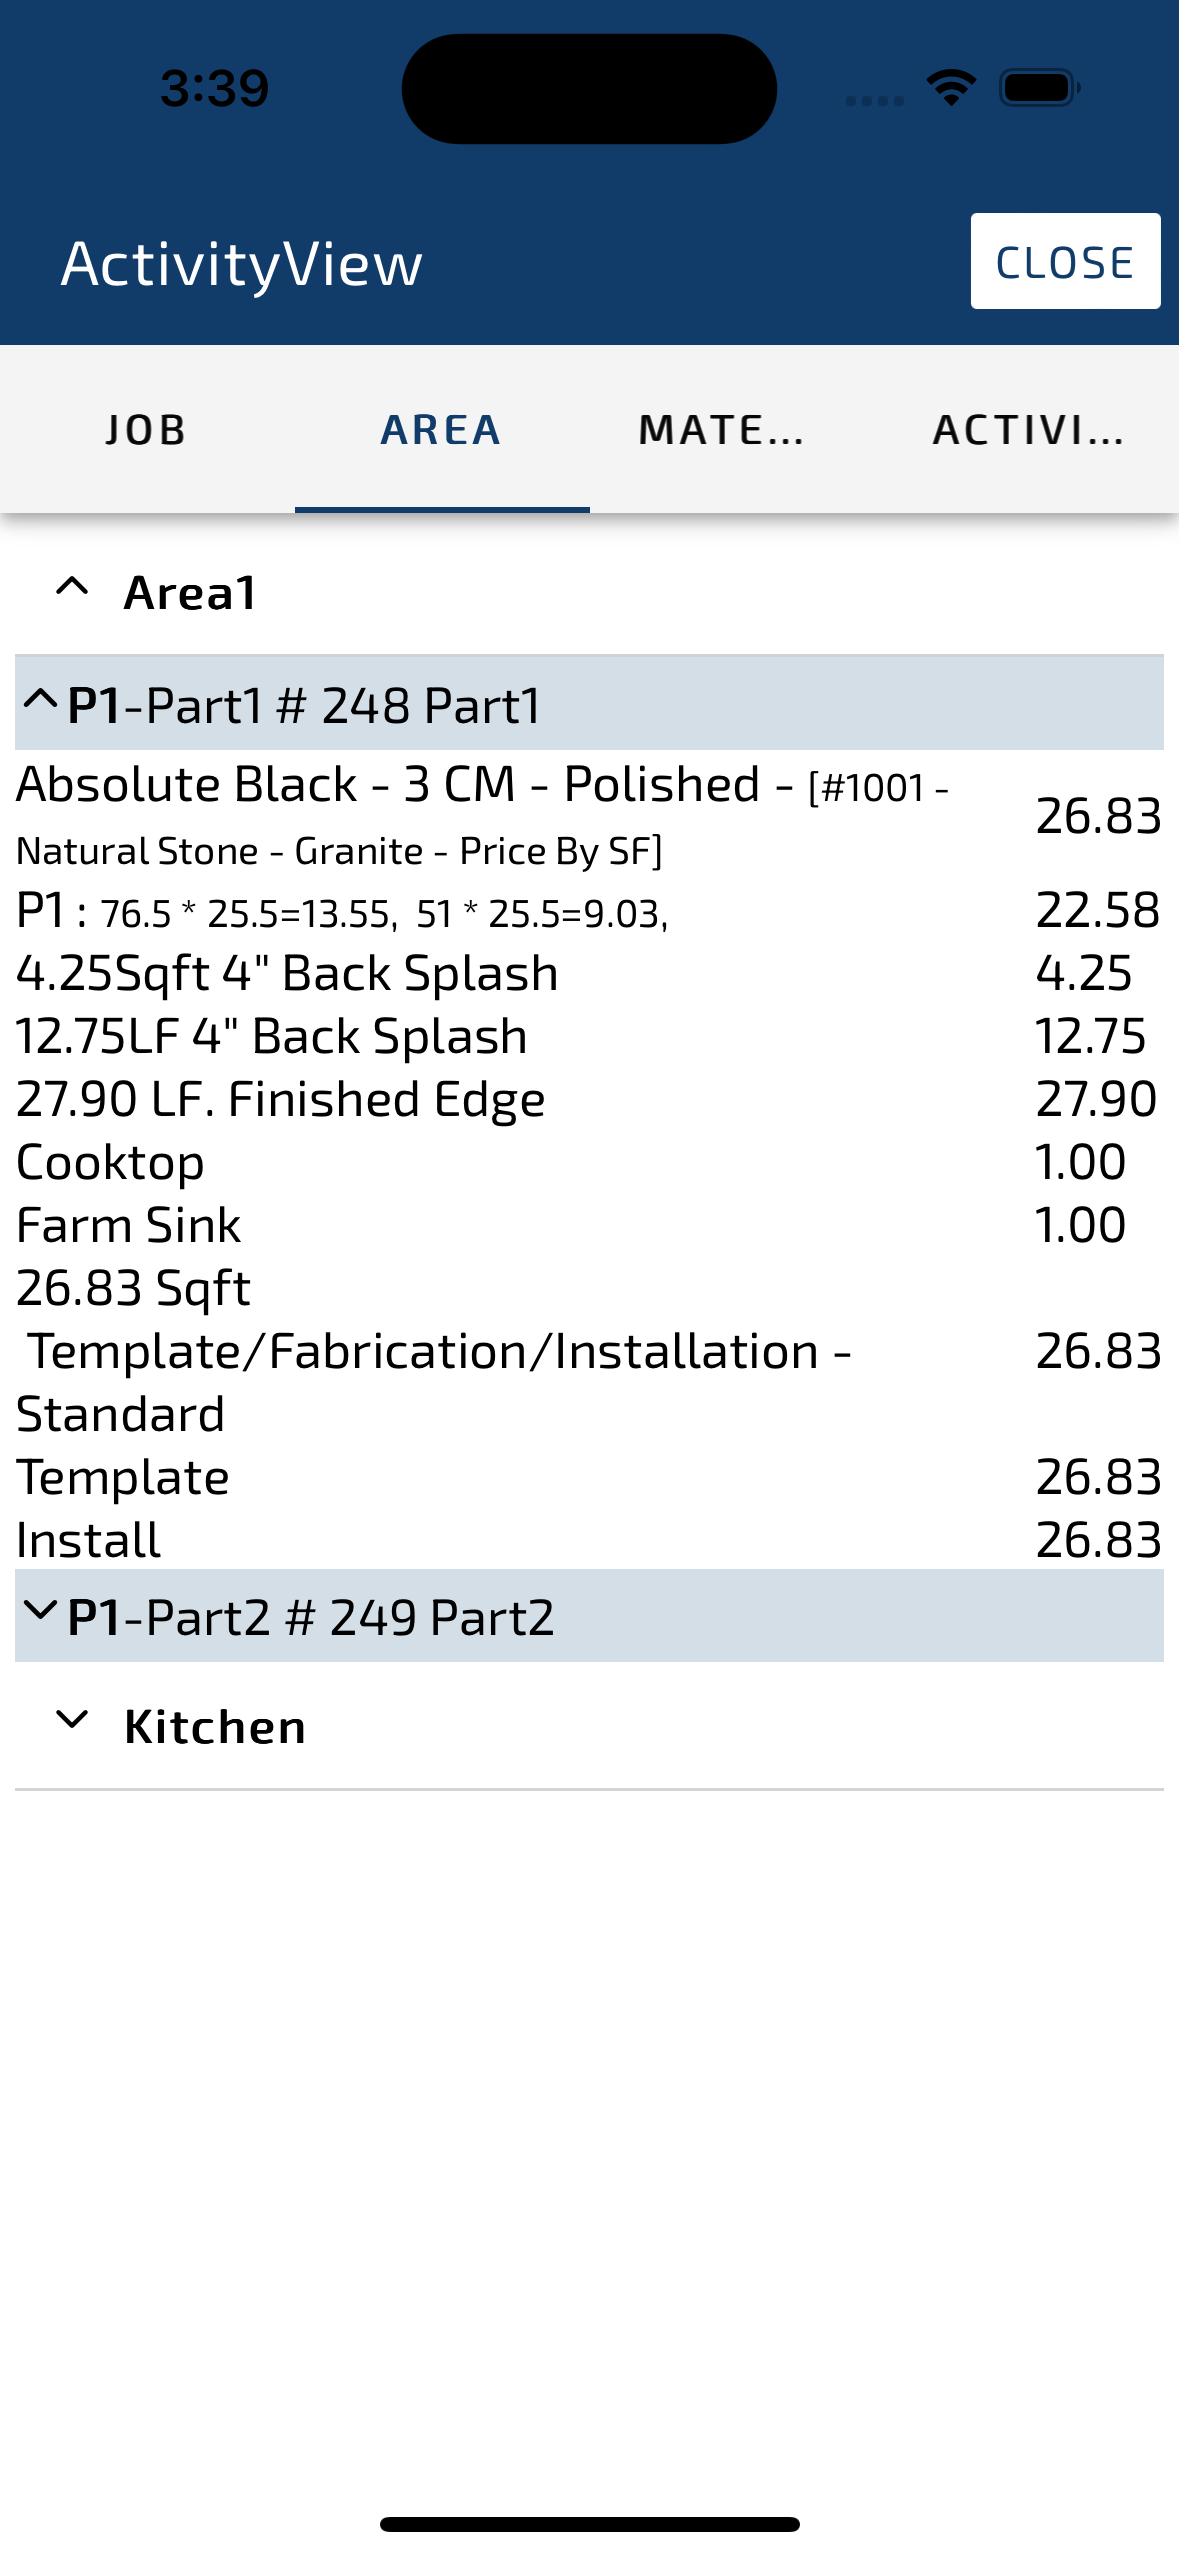 3:39
ActivityView
CLOSE
JOB
AREA
MATE...
ACTIVI...
Area1
P1-Part1 # 248 Part1
Absolute Black - 3 CM - Polished - [#1001 -
Natural Stone - Granite - Price By SF]
26.83
P1 : 76.5 * 25.5=13.55, 51 * 25.5=9.03,
22.58
4.25Sqft 4" Back Splash
4.25
12.75LF 4" Back Splash
12.75
27.90 LF. Finished Edge
27.90
Cooktop
1.00
Farm Sink
1.00
26.83 Sqft
Template/Fabrication/Installation -
Standard
26.83
Template
26.83
Install
26.83
P1-Part2 # 249 Part2
Kitchen